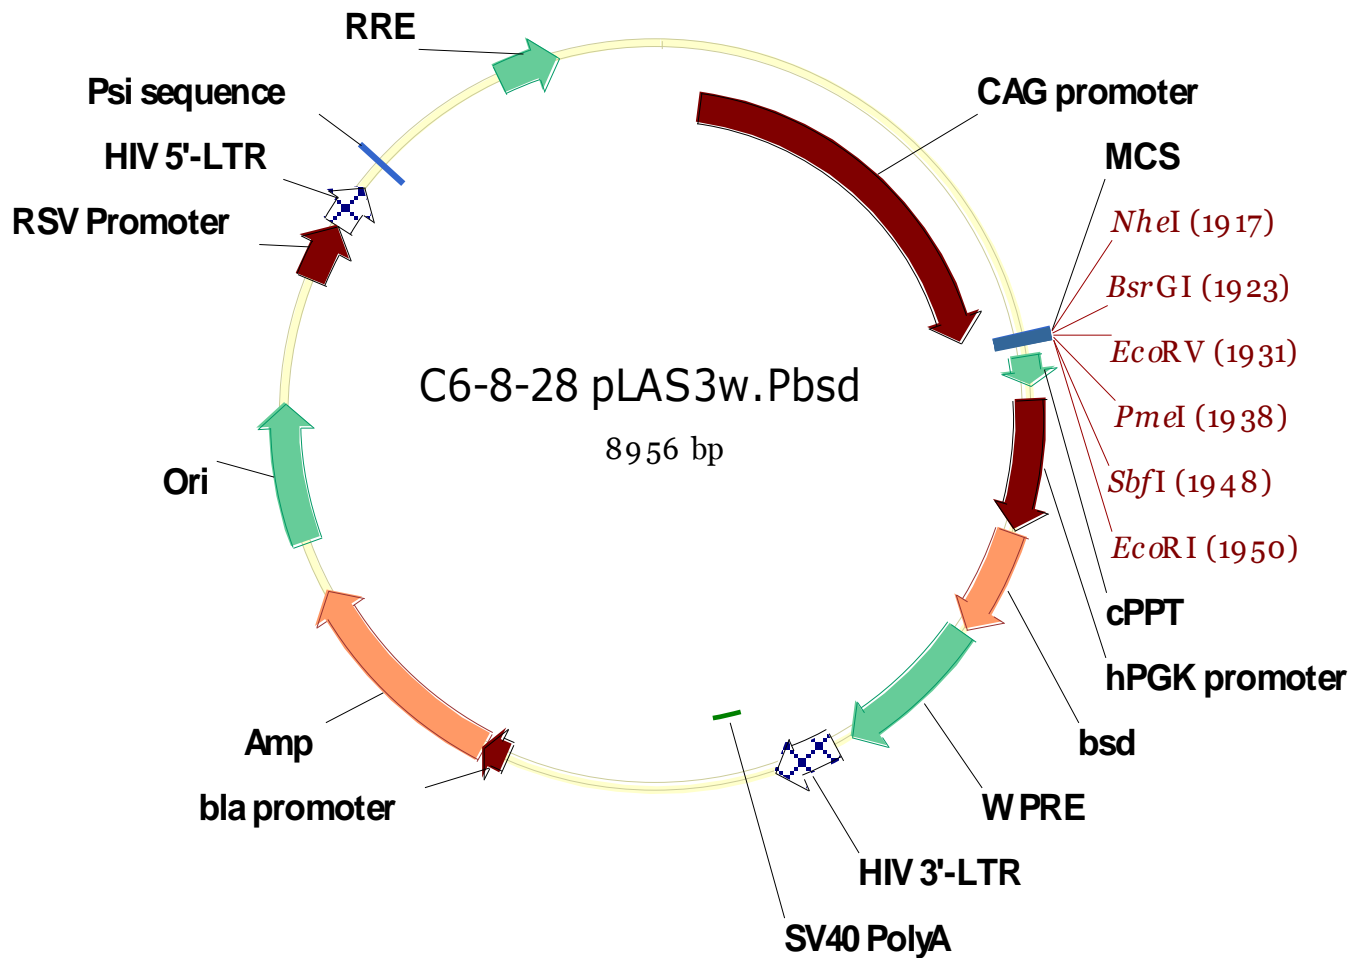 RRE
Psi sequence
CAG promoter
HIV 5'-LTR
MCS
RSV Promoter
NheI (1917)
BsrGI (1923)
EcoRV (1931)
C6-8-28 pLAS3w.Pbsd
8956 bp
PmeI (1938)
Ori
SbfI (1948)
EcoRI (1950)
cPPT
hPGK promoter
Amp
bsd
bla promoter
WPRE
HIV 3'-LTR
SV40 PolyA